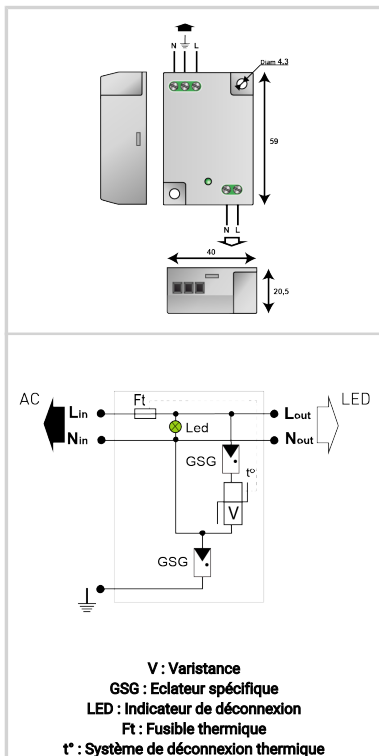 N L
Diam 4.3
59
N L
40
20,5
AC
Lin
Ft
Lout
LED
Nin
Led
Nout
GSG
t°
V
GSG
V : Varistance
GSG : Eclateur spécifique
LED : Indicateur de déconnexion
Ft : Fusible thermique
t° : Système de déconnexion thermique